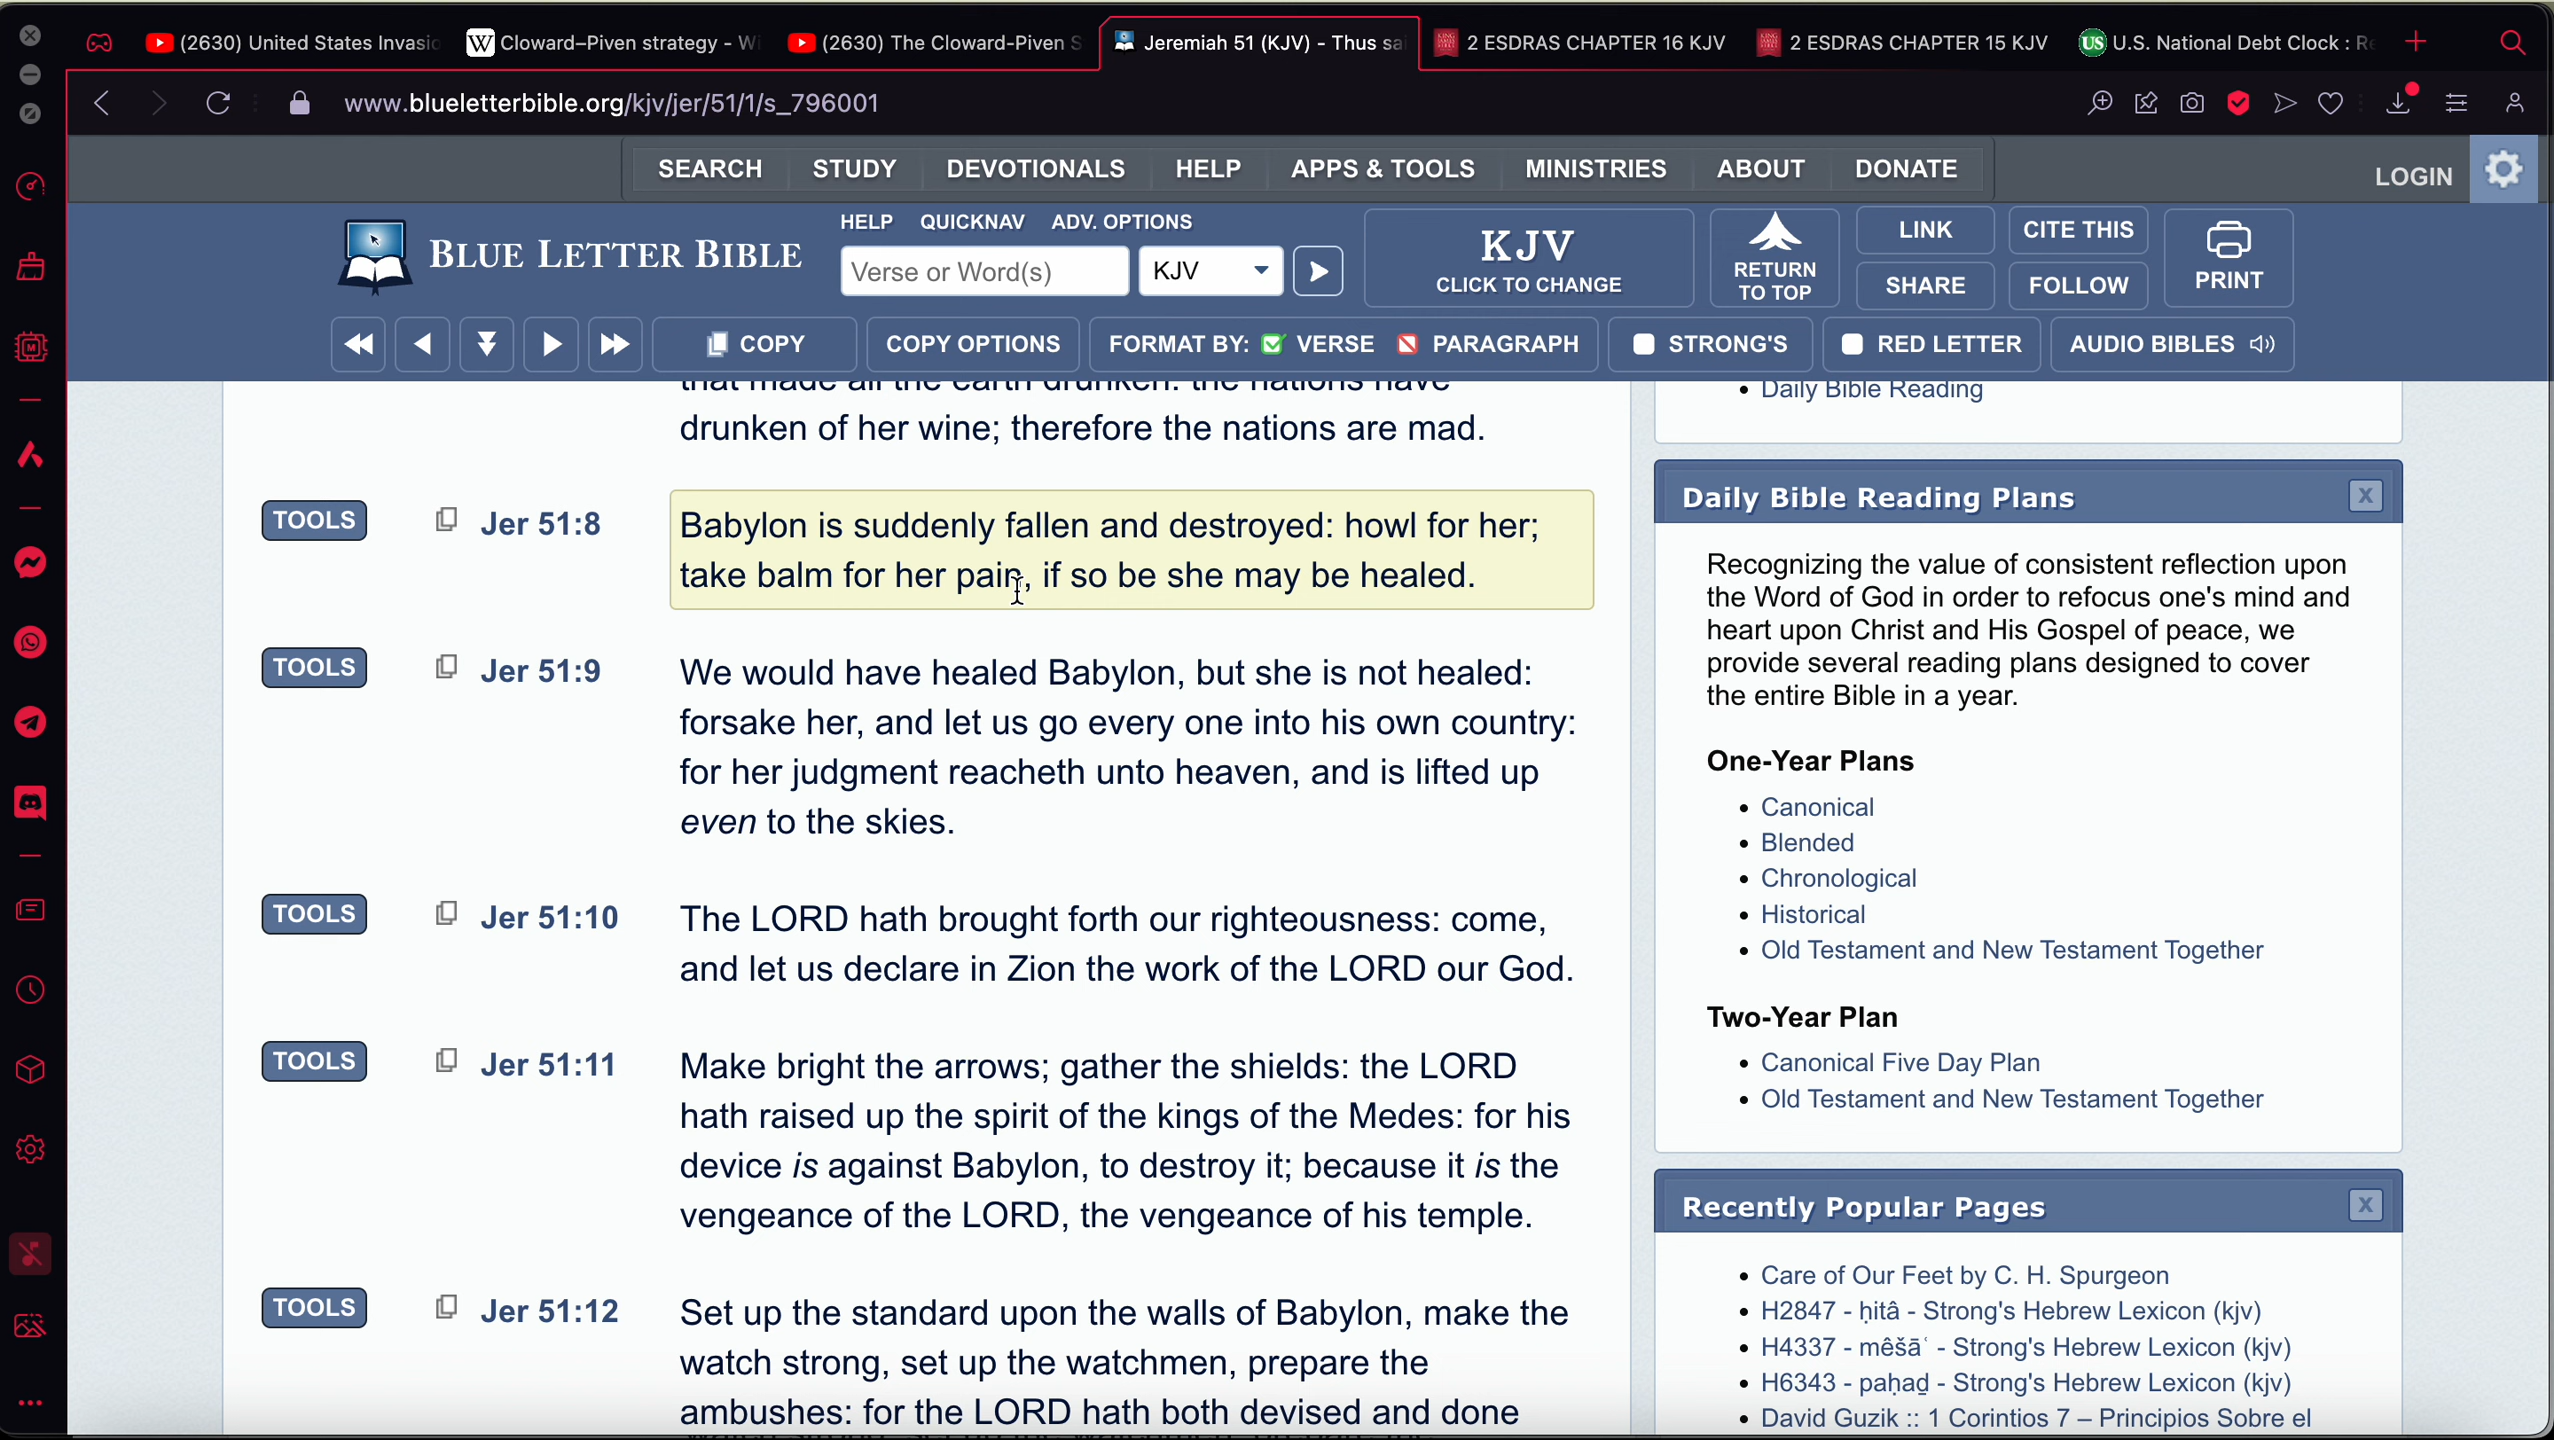 (2630) United States Invasi
W Cloward–Piven strategy - Wi
(2630) The Cloward-Piven S
Jeremiah 51 (KJV) - Thus sa
2 ESDRAS CHAPTER 16 KJV
2 ESDRAS CHAPTER 15 KJV
US U.S. National Debt Clock : Re
www.blueletterbible.org/kjv/jer/51/1/s_796001
SEARCH STUDY DEVOTIONALS HELP APPS & TOOLS MINISTRIES ABOUT DONATE
LOGIN
BLUE LETTER BIBLE
HELP QUICKNAV ADV. OPTIONS
Verse or Word(s)
KJV
KJV
CLICK TO CHANGE
RETURN
TO TOP
LINK
CITE THIS
SHARE
FOLLOW
PRINT
COPY
COPY OPTIONS
FORMAT BY: VERSE PARAGRAPH
STRONG'S
RED LETTER
AUDIO BIBLES
that made all the earth drunken: the nations have
drunken of her wine; therefore the nations are mad.
TOOLS
Jer 51:8
Babylon is suddenly fallen and destroyed: howl for her;
take balm for her pain, if so be she may be healed.
TOOLS
Jer 51:9
We would have healed Babylon, but she is not healed:
forsake her, and let us go every one into his own country:
for her judgment reacheth unto heaven, and is lifted up
even to the skies.
TOOLS
Jer 51:10
The LORD hath brought forth our righteousness: come,
and let us declare in Zion the work of the LORD our God.
TOOLS
Jer 51:11
Make bright the arrows; gather the shields: the LORD
hath raised up the spirit of the kings of the Medes: for his
device is against Babylon, to destroy it; because it is the
vengeance of the LORD, the vengeance of his temple.
TOOLS
Jer 51:12
Set up the standard upon the walls of Babylon, make the
watch strong, set up the watchmen, prepare the
ambushes: for the LORD hath both devised and done
Daily Bible Reading
Daily Bible Reading Plans
X
Recognizing the value of consistent reflection upon
the Word of God in order to refocus one's mind and
heart upon Christ and His Gospel of peace, we
provide several reading plans designed to cover
the entire Bible in a year.
One-Year Plans
• Canonical
• Blended
• Chronological
• Historical
• Old Testament and New Testament Together
Two-Year Plan
• Canonical Five Day Plan
• Old Testament and New Testament Together
Recently Popular Pages
X
• Care of Our Feet by C. H. Spurgeon
• H2847 - ḥitâ - Strong's Hebrew Lexicon (kjv)
• H4337 - mêšāʿ - Strong's Hebrew Lexicon (kjv)
• H6343 - paḥaḏ - Strong's Hebrew Lexicon (kjv)
• David Guzik :: 1 Corintios 7 – Principios Sobre el